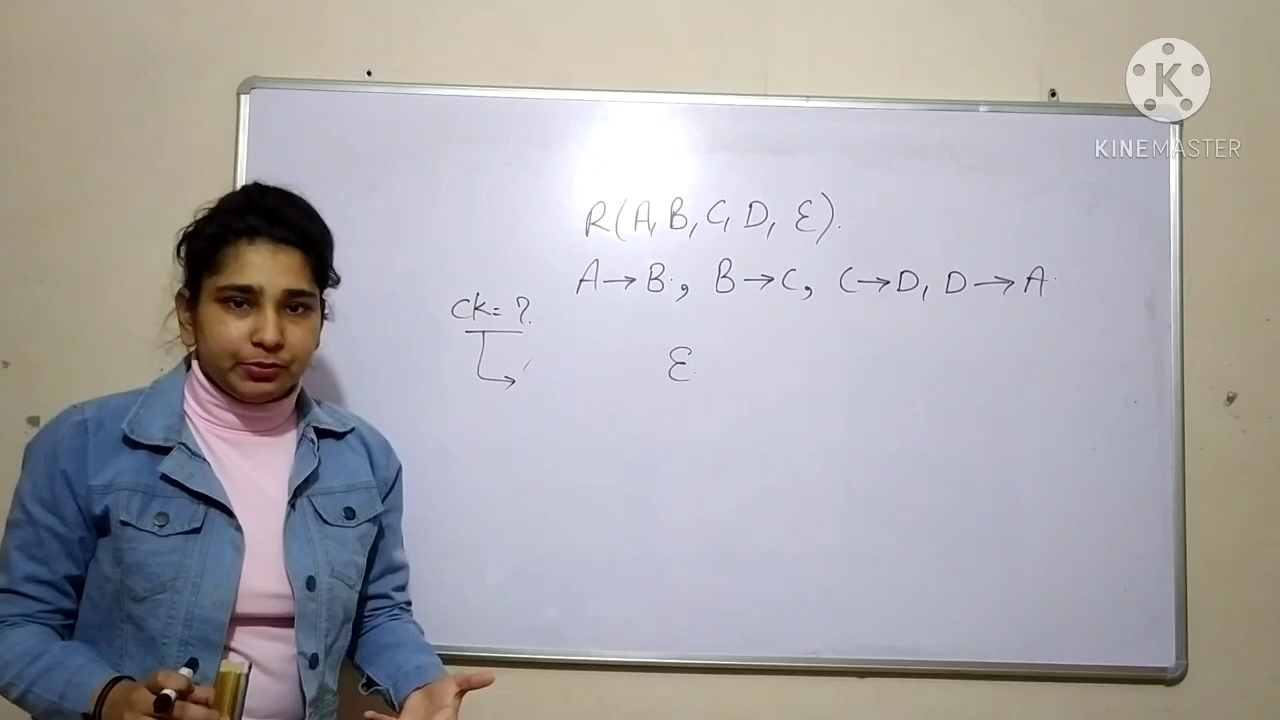 K
KINEMASTER
R(A, B, C, D, E).
A→B, B→C, C→D, D→A
CK=?
E